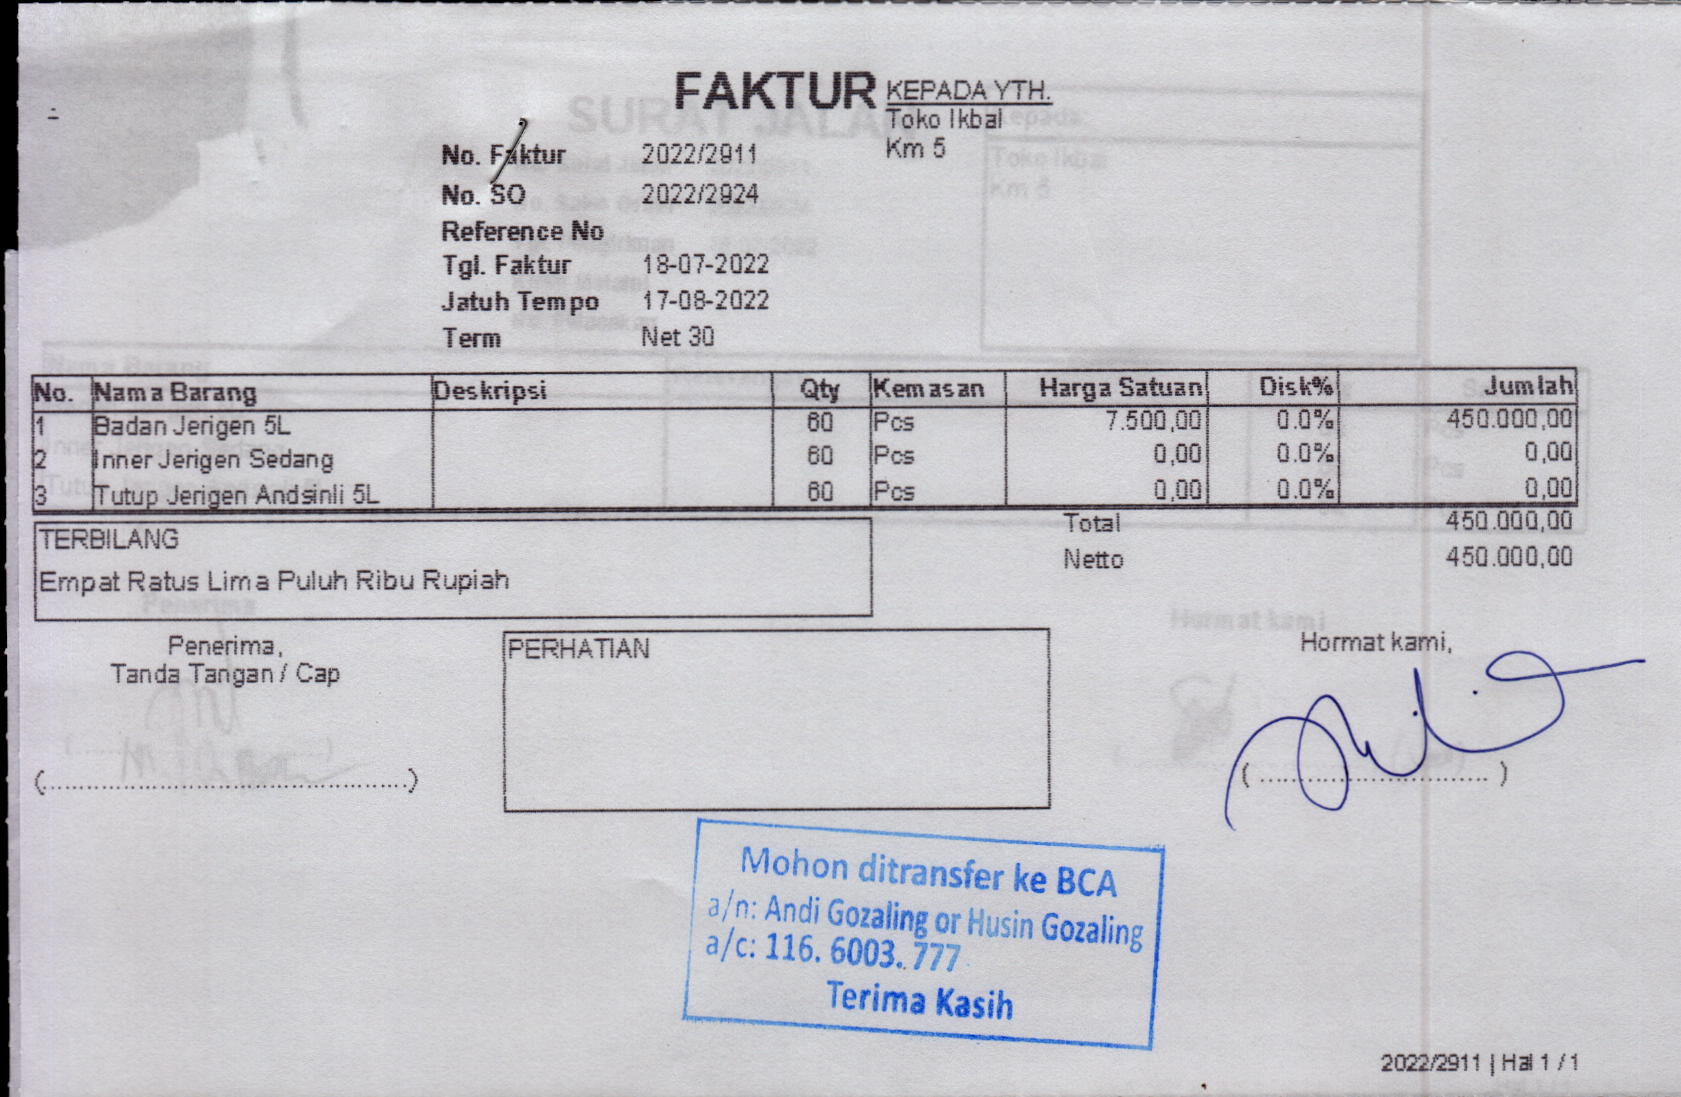 FAKTUR
KEPADA YTH.
Toko Ikbal
Km 5
No. Faktur 2022/2911
No. SO 2022/2924
Reference No
Tgl. Faktur 18-07-2022
Jatuh Tempo 17-08-2022
Term Net 30
No. Nama Barang Deskripsi Qty Kemasan Harga Satuan Disk% Jumlah
1 Badan Jerigen 5L 60 Pcs 7.500,00 0.0% 450.000,00
2 Inner Jerigen Sedang 60 Pcs 0,00 0.0% 0,00
3 Tutup Jerigen Andsinli 5L 60 Pcs 0,00 0.0% 0,00
Total 450.000,00
Netto 450.000,00
TERBILANG
Empat Ratus Lima Puluh Ribu Rupiah
Penerima,
Tanda Tangan / Cap
(..................................................)
PERHATIAN
Hormat kami,
( ................................ )
Mohon ditransfer ke BCA
a/n: Andi Gozaling or Husin Gozaling
a/c: 116. 6003. 777
Terima Kasih
2022/2911 | Hal 1 / 1